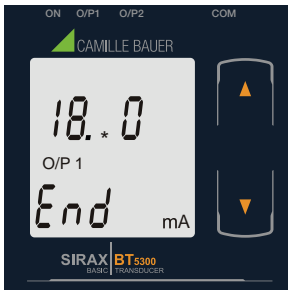 ON O/P1 O/P2 COM
CAMILLE BAUER
18.*0
O/P 1
End mA
SIRAX BT5300
BASIC TRANSDUCER